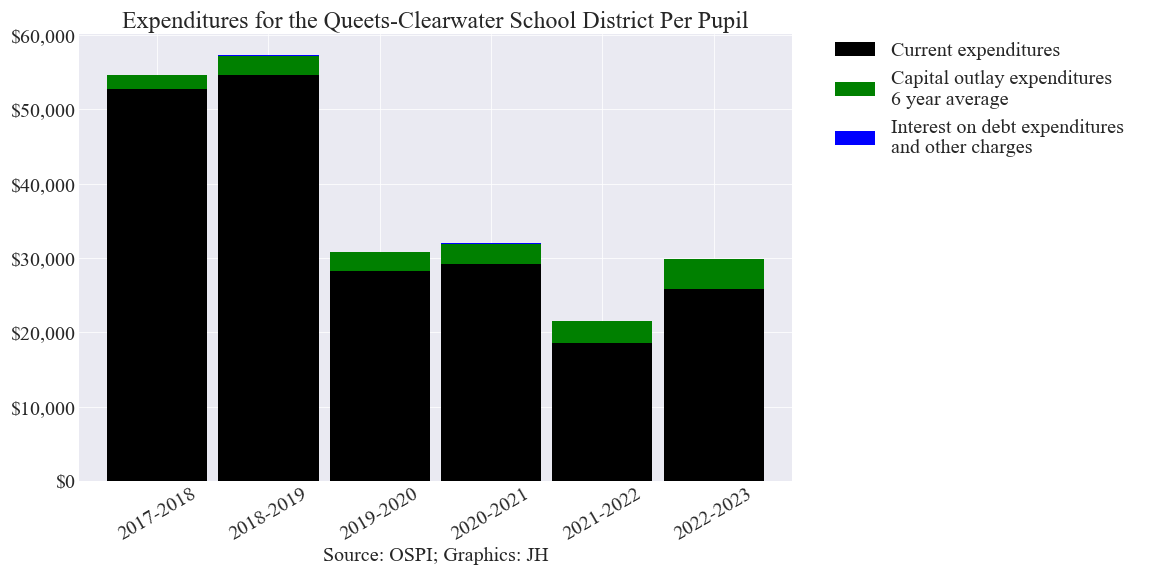 Expenditures for the Queets-Clearwater School District Per Pupil
$60,000
$50,000
$40,000
$30,000
$20,000
$10,000
$0
2017-2018
2018-2019
2019-2020
2020-2021
2021-2022
2022-2023
Source: OSPI; Graphics: JH
Current expenditures
Capital outlay expenditures
6 year average
Interest on debt expenditures
and other charges